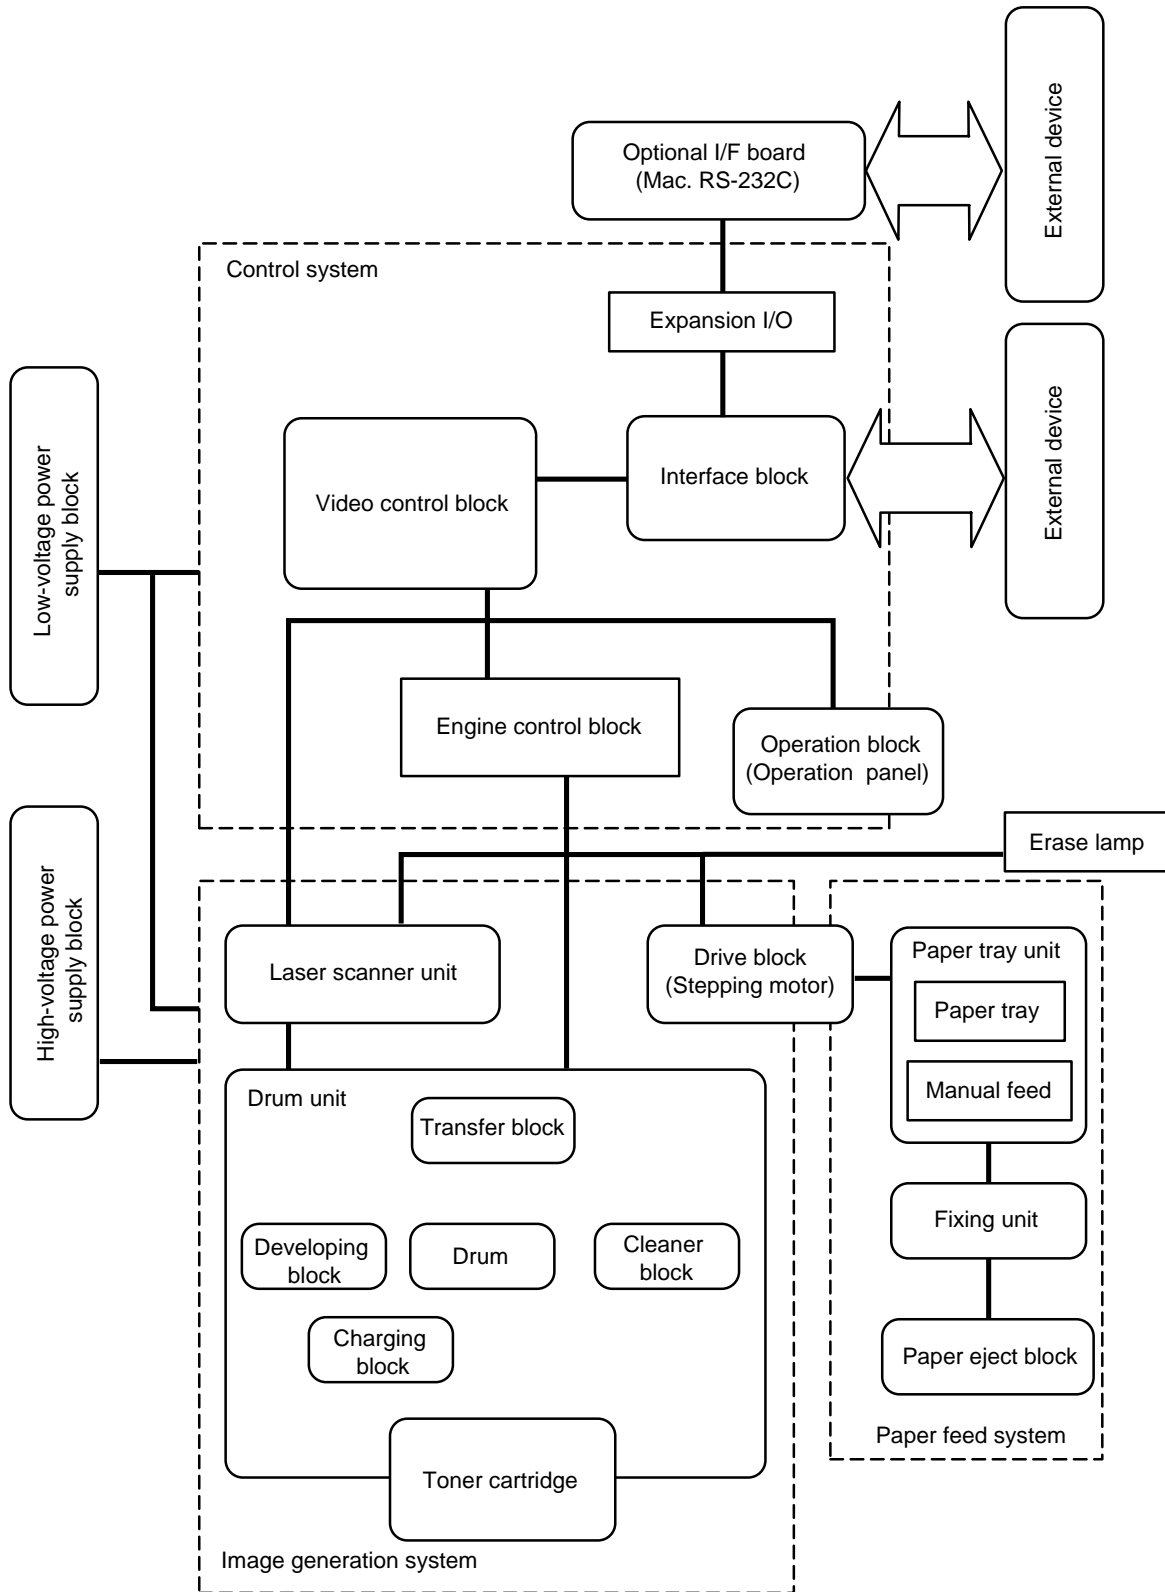 External device
Optional I/F board
(Mac. RS-232C)
Control system
Expansion I/O
External device
Low-voltage power
supply block
Video control block
Interface block
Engine control block
Operation block
(Operation panel)
High-voltage power
supply block
Erase lamp
Laser scanner unit
Drive block
(Stepping motor)
Paper tray unit
Paper tray
Manual feed
Drum unit
Transfer block
Fixing unit
Developing
block
Drum
Cleaner
block
Charging
block
Paper eject block
Paper feed system
Toner cartridge
Image generation system